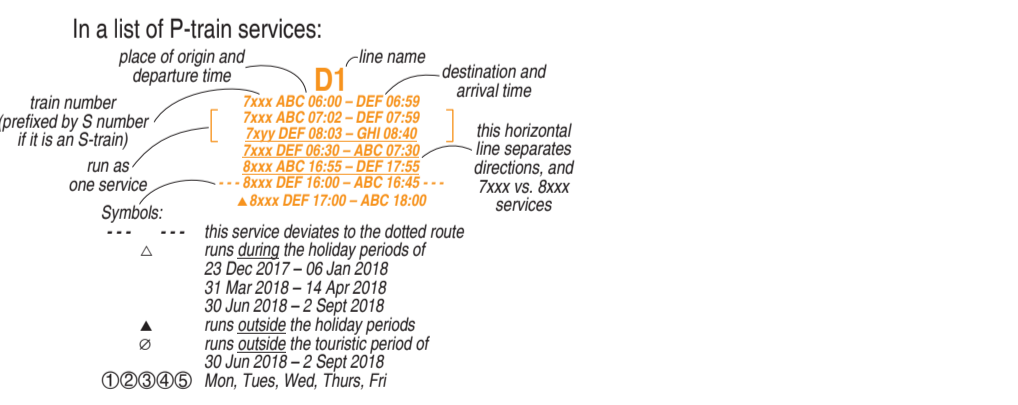 In a list of P-train services:
place of origin and
departure time
line name
D1
destination and
arrival time
train number
(prefixed by S number
if it is an S-train)
7xxx ABC 06:00 – DEF 06:59
7xxx ABC 07:02 – DEF 07:59
7xyy DEF 08:03 – GHI 08:40
7xxx DEF 06:30 – ABC 07:30
8xxx ABC 16:55 – DEF 17:55
--- 8xxx DEF 16:00 – ABC 16:45 ---
▲8xxx DEF 17:00 – ABC 18:00
run as
one service
this horizontal
line separates
directions, and
7xxx vs. 8xxx
services
Symbols:
--- --- this service deviates to the dotted route
△ runs during the holiday periods of
23 Dec 2017 – 06 Jan 2018
31 Mar 2018 – 14 Apr 2018
30 Jun 2018 – 2 Sept 2018
▲ runs outside the holiday periods
∅ runs outside the touristic period of
30 Jun 2018 – 2 Sept 2018
①②③④⑤ Mon, Tues, Wed, Thurs, Fri